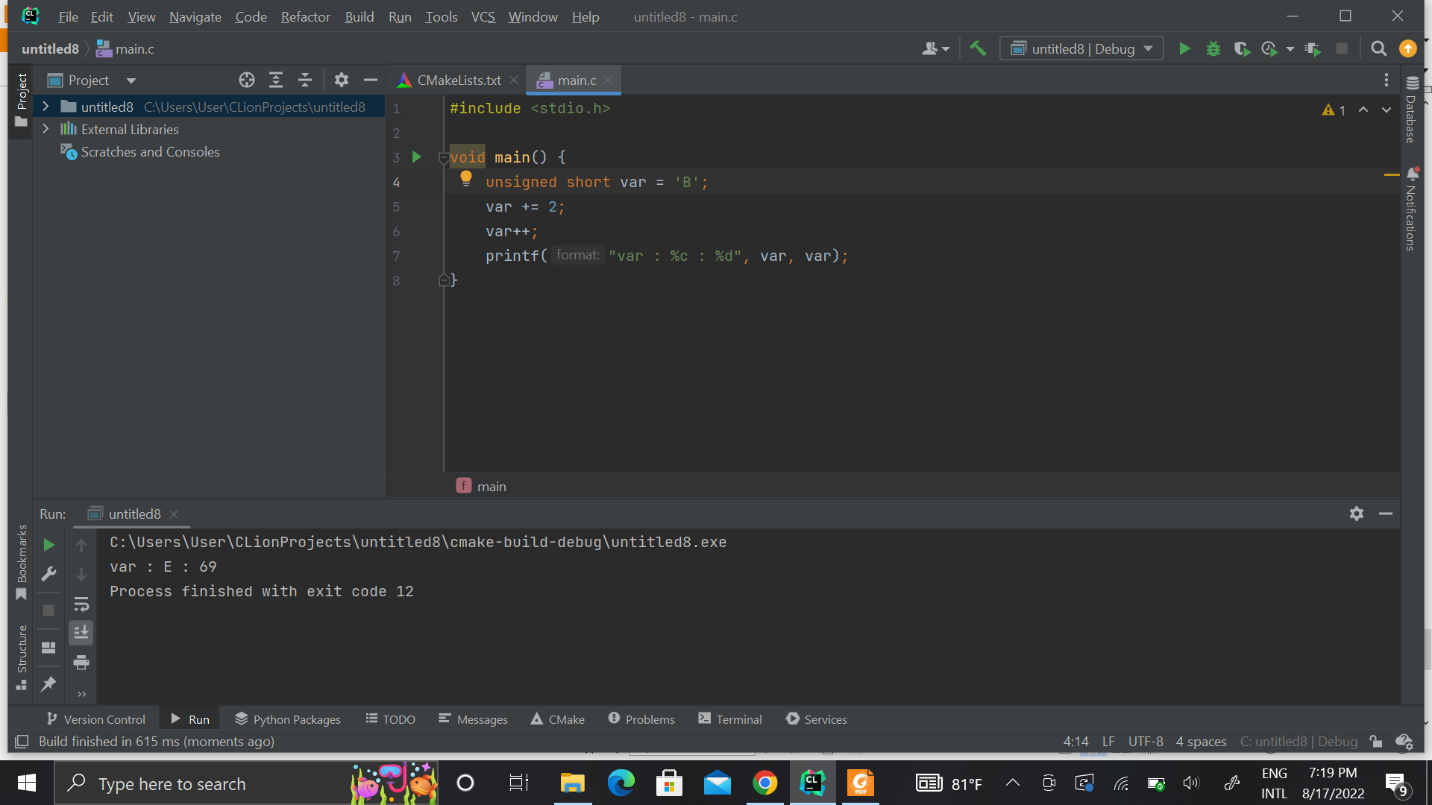 CL File Edit View Navigate Code Refactor Build Run Tools VCS Window Help untitled8 - main.c
untitled8 main.c untitled8 | Debug
Project Project CMakeLists.txt main.c
untitled8 C:\Users\User\CLionProjects\untitled8
External Libraries
Scratches and Consoles
1 #include <stdio.h> 1
2
3 void main() {
4 unsigned short var = 'B';
5 var += 2;
6 var++;
7 printf( format: "var : %c : %d", var, var);
8 }
Database
Notifications
f main
Run: untitled8
C:\Users\User\CLionProjects\untitled8\cmake-build-debug\untitled8.exe
var : E : 69
Process finished with exit code 12
Bookmarks
Structure
Version Control Run Python Packages TODO Messages CMake Problems Terminal Services
Build finished in 615 ms (moments ago) 4:14 LF UTF-8 4 spaces C: untitled8 | Debug
Type here to search CL PDF 81°F ENG 7:19 PM
INTL 8/17/2022 9